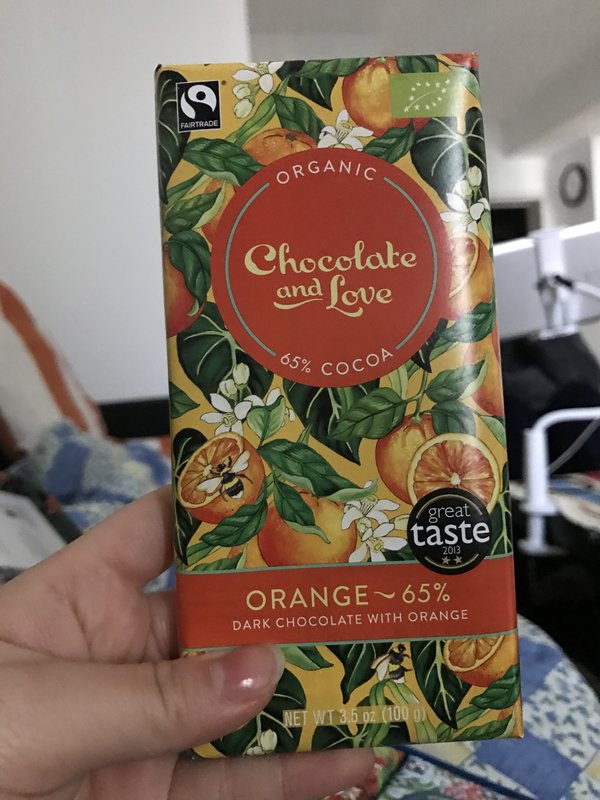 FAIRTRADE
ORGANIC
Chocolate
and Love
65% COCOA
great
taste
2013
ORANGE ~ 65%
DARK CHOCOLATE WITH ORANGE
NET WT 3.5 oz (100 g)